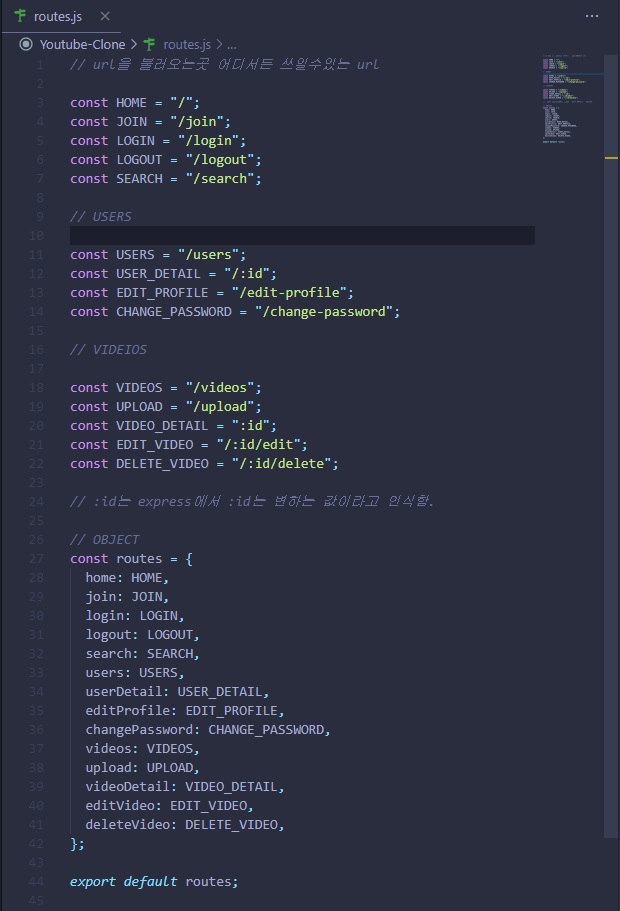 routes.js ×
Youtube-Clone > routes.js > ...
1 // url을 불러오는곳 어디서든 쓰일수있는 url
2
3 const HOME = "/";
4 const JOIN = "/join";
5 const LOGIN = "/login";
6 const LOGOUT = "/logout";
7 const SEARCH = "/search";
8
9 // USERS
10
11 const USERS = "/users";
12 const USER_DETAIL = "/:id";
13 const EDIT_PROFILE = "/edit-profile";
14 const CHANGE_PASSWORD = "/change-password";
15
16 // VIDEIOS
17
18 const VIDEOS = "/videos";
19 const UPLOAD = "/upload";
20 const VIDEO_DETAIL = ":id";
21 const EDIT_VIDEO = "/:id/edit";
22 const DELETE_VIDEO = "/:id/delete";
23
24 // :id는 express에서 :id는 변하는 값이라고 인식함.
25
26 // OBJECT
27 const routes = {
28 home: HOME,
29 join: JOIN,
30 login: LOGIN,
31 logout: LOGOUT,
32 search: SEARCH,
33 users: USERS,
34 userDetail: USER_DETAIL,
35 editProfile: EDIT_PROFILE,
36 changePassword: CHANGE_PASSWORD,
37 videos: VIDEOS,
38 upload: UPLOAD,
39 videoDetail: VIDEO_DETAIL,
40 editVideo: EDIT_VIDEO,
41 deleteVideo: DELETE_VIDEO,
42 };
43
44 export default routes;
45